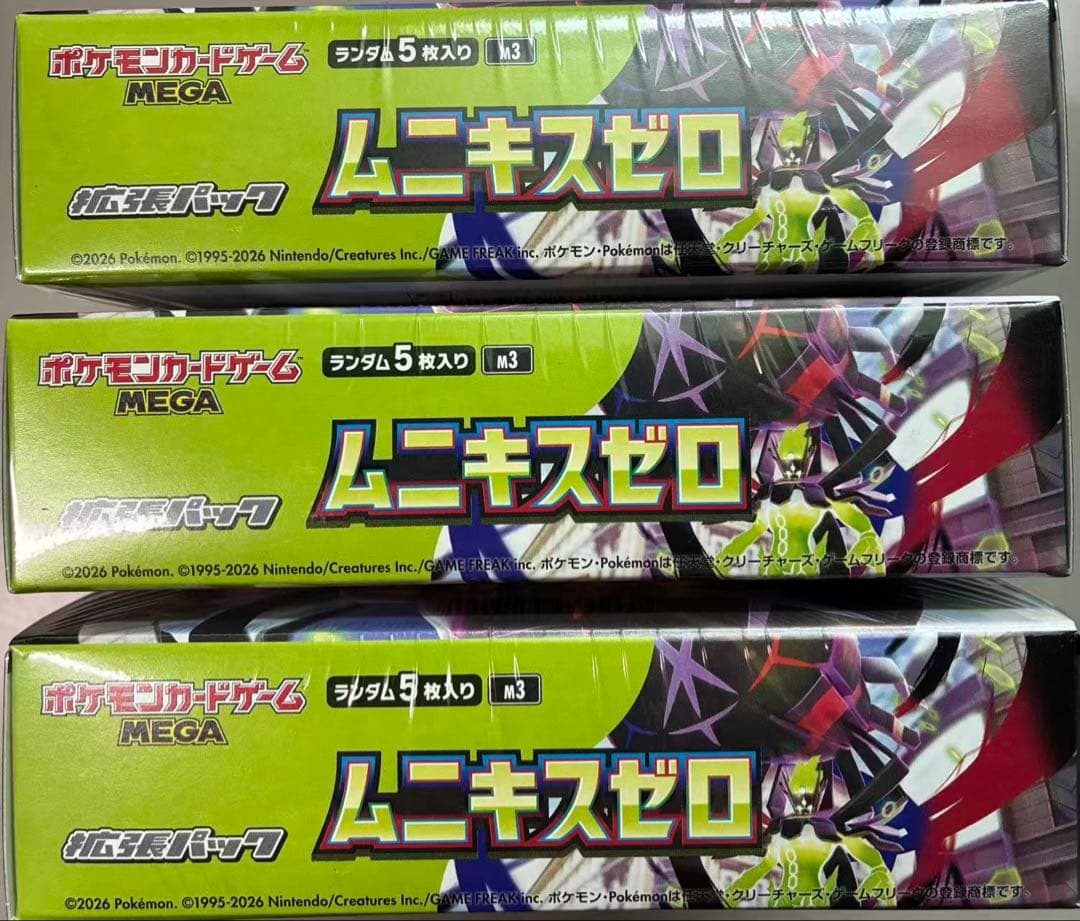 ポケモンカードゲーム™
MEGA
ランダム5枚入り M3
ムニキスゼロ
拡張パック
©2026 Pokémon. ©1995-2026 Nintendo/Creatures Inc./GAME FREAK inc. ポケモン・Pokémonは任天堂・クリーチャーズ・ゲームフリークの登録商標です。
ポケモンカードゲーム™
MEGA
ランダム5枚入り M3
ムニキスゼロ
拡張パック
©2026 Pokémon. ©1995-2026 Nintendo/Creatures Inc./GAME FREAK inc. ポケモン・Pokémonは任天堂・クリーチャーズ・ゲームフリークの登録商標です。
ポケモンカードゲーム™
MEGA
ランダム5枚入り M3
ムニキスゼロ
拡張パック
©2026 Pokémon. ©1995-2026 Nintendo/Creatures Inc./GAME FREAK inc. ポケモン・Pokémonは任天堂・クリーチャーズ・ゲームフリークの登録商標です。